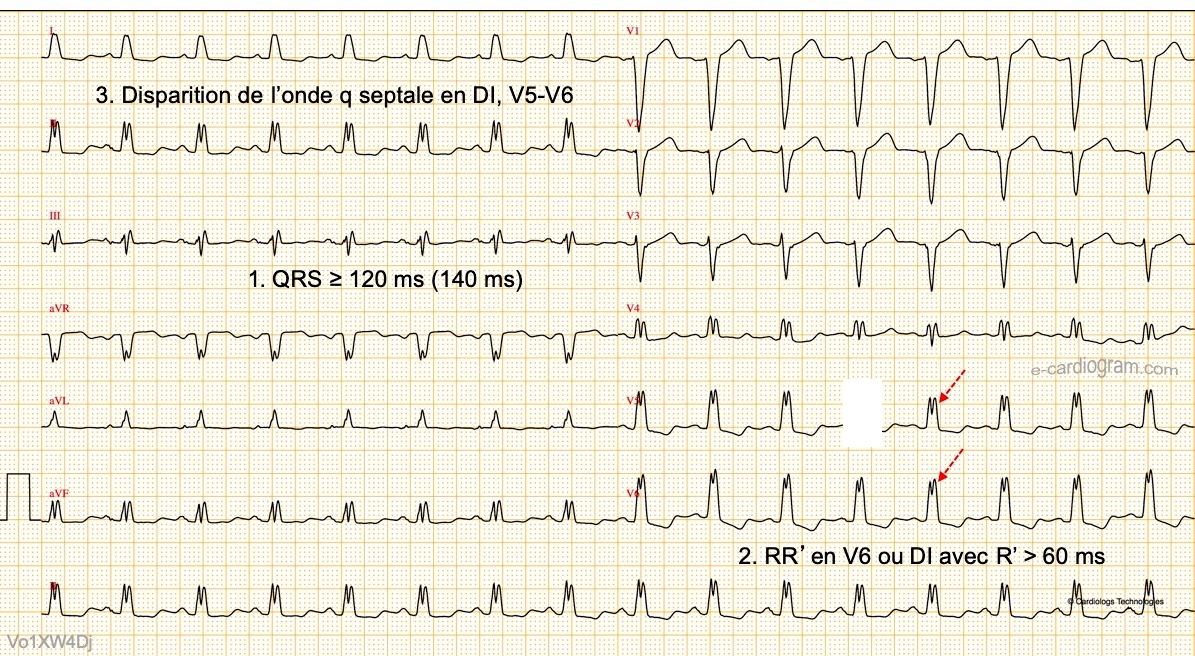 I
V1
3. Disparition de l’onde q septale en DI, V5-V6
II
V2
III
V3
1. QRS ≥ 120 ms (140 ms)
aVR
V4
e-cardiogram.com
aVL
V5
aVF
V6
2. RR’ en V6 ou DI avec R’ > 60 ms
II
© Cardiologs Technologies
Vo1XW4Dj